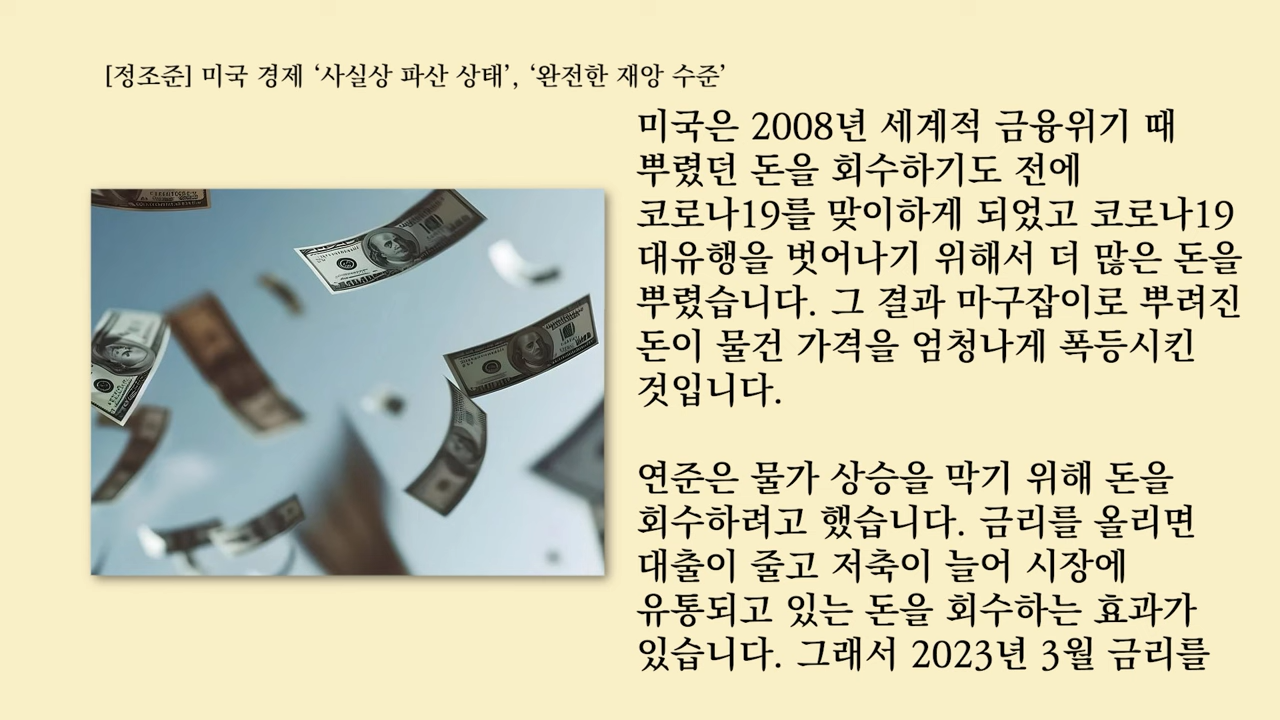 [정조준] 미국 경제 ‘사실상 파산 상태’, ‘완전한 재앙 수준’
미국은 2008년 세계적 금융위기 때
뿌렸던 돈을 회수하기도 전에
코로나19를 맞이하게 되었고 코로나19
대유행을 벗어나기 위해서 더 많은 돈을
뿌렸습니다. 그 결과 마구잡이로 뿌려진
돈이 물건 가격을 엄청나게 폭등시킨
것입니다.
연준은 물가 상승을 막기 위해 돈을
회수하려고 했습니다. 금리를 올리면
대출이 줄고 저축이 늘어 시장에
유통되고 있는 돈을 회수하는 효과가
있습니다. 그래서 2023년 3월 금리를